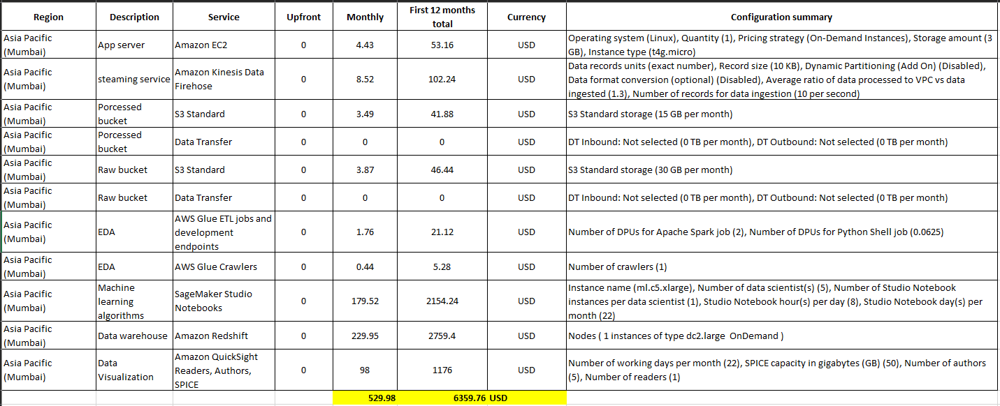 Region Description Service Upfront Monthly First 12 months total Currency Configuration summary
Asia Pacific (Mumbai) App server Amazon EC2 0 4.43 53.16 USD Operating system (Linux), Quantity (1), Pricing strategy (On-Demand Instances), Storage amount (3 GB), Instance type (t4g.micro)
Asia Pacific (Mumbai) steaming service Amazon Kinesis Data Firehose 0 8.52 102.24 USD Data records units (exact number), Record size (10 KB), Dynamic Partitioning (Add On) (Disabled), Data format conversion (optional) (Disabled), Average ratio of data processed to VPC vs data ingested (1.3), Number of records for data ingestion (10 per second)
Asia Pacific (Mumbai) Porcessed bucket S3 Standard 0 3.49 41.88 USD S3 Standard storage (15 GB per month)
Asia Pacific (Mumbai) Porcessed bucket Data Transfer 0 0 0 USD DT Inbound: Not selected (0 TB per month), DT Outbound: Not selected (0 TB per month)
Asia Pacific (Mumbai) Raw bucket S3 Standard 0 3.87 46.44 USD S3 Standard storage (30 GB per month)
Asia Pacific (Mumbai) Raw bucket Data Transfer 0 0 0 USD DT Inbound: Not selected (0 TB per month), DT Outbound: Not selected (0 TB per month)
Asia Pacific (Mumbai) EDA AWS Glue ETL jobs and development endpoints 0 1.76 21.12 USD Number of DPUs for Apache Spark job (2), Number of DPUs for Python Shell job (0.0625)
Asia Pacific (Mumbai) EDA AWS Glue Crawlers 0 0.44 5.28 USD Number of crawlers (1)
Asia Pacific (Mumbai) Machine learning algorithms SageMaker Studio Notebooks 0 179.52 2154.24 USD Instance name (ml.c5.xlarge), Number of data scientist(s) (5), Number of Studio Notebook instances per data scientist (1), Studio Notebook hour(s) per day (8), Studio Notebook day(s) per month (22)
Asia Pacific (Mumbai) Data warehouse Amazon Redshift 0 229.95 2759.4 USD Nodes ( 1 instances of type dc2.large OnDemand )
Asia Pacific (Mumbai) Data Visualization Amazon QuickSight Readers, Authors, SPICE 0 98 1176 USD Number of working days per month (22), SPICE capacity in gigabytes (GB) (50), Number of authors (5), Number of readers (1)
529.98 6359.76 USD